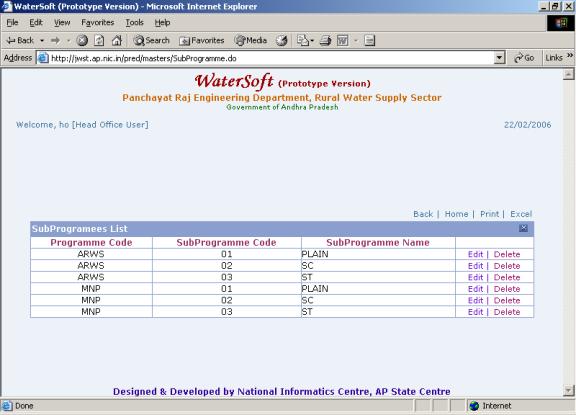 WaterSoft (Prototype Version) - Microsoft Internet Explorer
File Edit View Favorites Tools Help
Back Search Favorites Media
Address http://jwst.ap.nic.in/pred/masters/SubProgramme.do Go Links »
WaterSoft (Prototype Version)
Panchayat Raj Engineering Department, Rural Water Supply Sector
Government of Andhra Pradesh
Welcome, ho [Head Office User] 22/02/2006
Back | Home | Print | Excel
SubProgramees List
Programme Code SubProgramme Code SubProgramme Name
ARWS 01 PLAIN Edit | Delete
ARWS 02 SC Edit | Delete
ARWS 03 ST Edit | Delete
MNP 01 PLAIN Edit | Delete
MNP 02 SC Edit | Delete
MNP 03 ST Edit | Delete
Designed & Developed by National Informatics Centre, AP State Centre
Done Internet